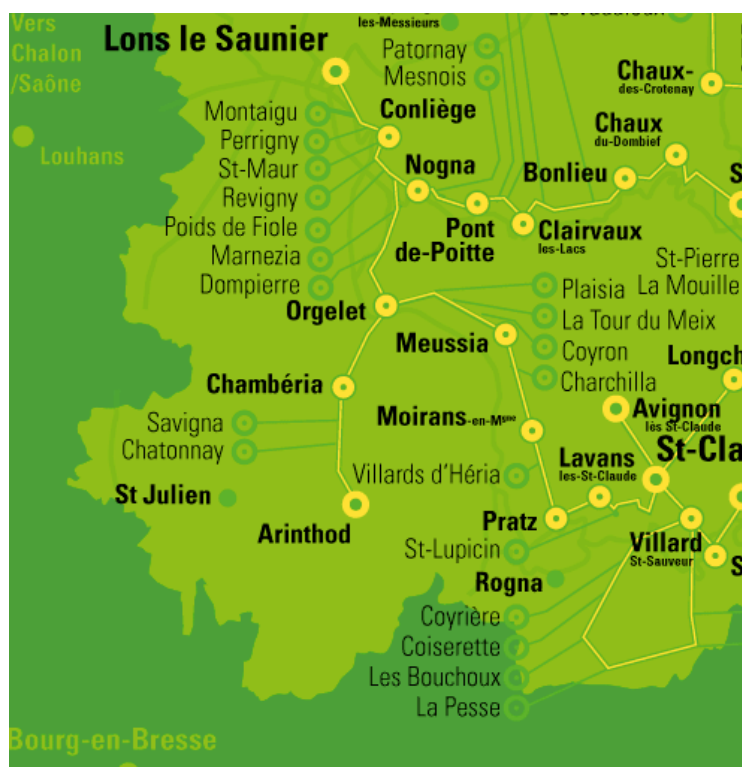 les-Messieurs
Vers
Chalon
/Saône
Lons le Saunier
Patornay
Mesnois
Chaux-
des-Crotenay
Montaigu
Conliège
Perrigny
Chaux
du-Dombief
Louhans
St-Maur
Nogna
Bonlieu
Revigny
Poids de Fiole
Pont
de-Poitte
Clairvaux
les-Lacs
Marnezia
St-Pierre
Dompierre
Plaisia
La Mouille
Orgelet
La Tour du Meix
Meussia
Coyron
Longch
Charchilla
Chambéria
Avignon
lès St-Claude
Savigna
Moirans-en-Mgne
Chatonnay
St-Cla
Villards d'Héria
Lavans
les-St-Claude
St Julien
Arinthod
Pratz
Villard
St-Sauveur
St-Lupicin
Rogna
Coyrière
Coiserette
Les Bouchoux
La Pesse
Bourg-en-Bresse